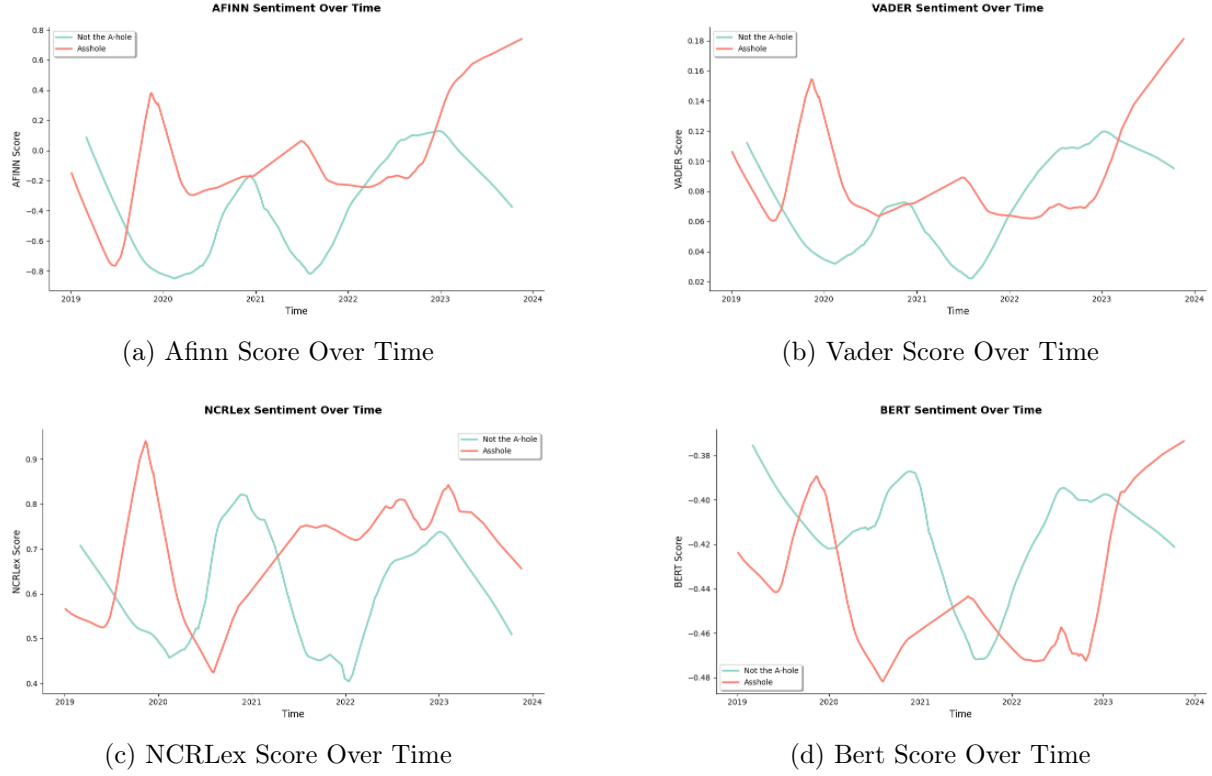 AFINN Sentiment Over Time
Not the A-hole
Asshole
0.8
0.6
0.4
0.2
0.0
−0.2
−0.4
−0.6
−0.8
AFINN Score
2019 2020 2021 2022 2023 2024
Time
(a) Afinn Score Over Time
VADER Sentiment Over Time
Not the A-hole
Asshole
0.18
0.16
0.14
0.12
0.10
0.08
0.06
0.04
0.02
VADER Score
2019 2020 2021 2022 2023 2024
Time
(b) Vader Score Over Time
NCRLex Sentiment Over Time
Not the A-hole
Asshole
0.9
0.8
0.7
0.6
0.5
0.4
NCRLex Score
2019 2020 2021 2022 2023 2024
Time
(c) NCRLex Score Over Time
BERT Sentiment Over Time
−0.38
−0.40
−0.42
−0.44
−0.46
−0.48
BERT Score
Not the A-hole
Asshole
2019 2020 2021 2022 2023 2024
Time
(d) Bert Score Over Time